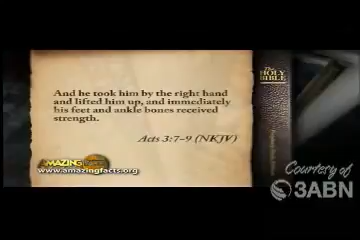 And he took him by the right hand
and lifted him up, and immediately
his feet and ankle bones received
strength.
Acts 3:7-9 (NKJV)
The
HOLY
BIBLE
AMAZING
www.amazingfacts.org
Courtesy of
3ABN